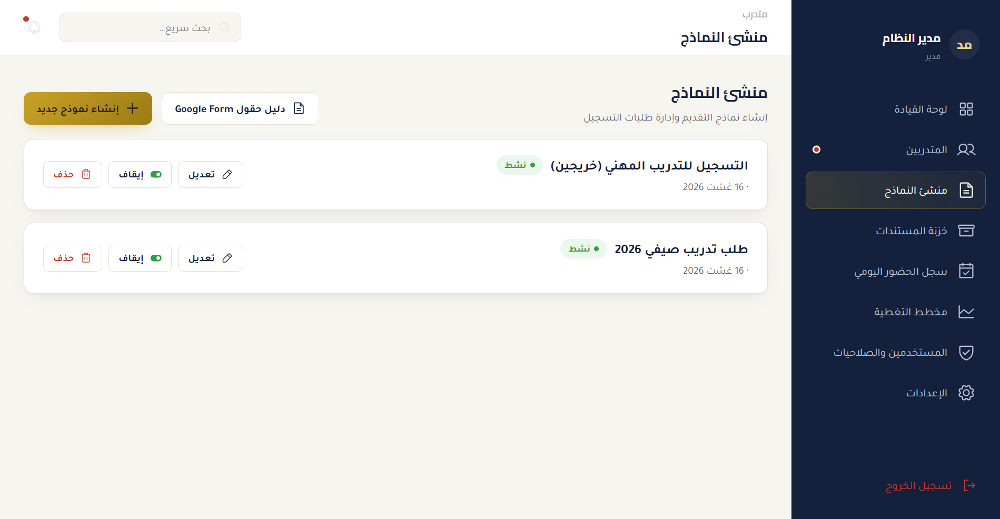 مد
مدير النظام
مدير
لوحة القيادة
المتدربين
منشئ النماذج
خزنة المستندات
سجل الحضور اليومي
مخطط التغطية
المستخدمين والصلاحيات
الإعدادات
تسجيل الخروج
متدرب
منشئ النماذج
بحث سريع...
منشئ النماذج
إنشاء نماذج التقديم وإدارة طلبات التسجيل
دليل حقول Google Form
إنشاء نموذج جديد
التسجيل للتدريب المهني (خريجين) نشط
· 16 غشت 2026
تعديل إيقاف حذف
طلب تدريب صيفي 2026 نشط
· 16 غشت 2026
تعديل إيقاف حذف